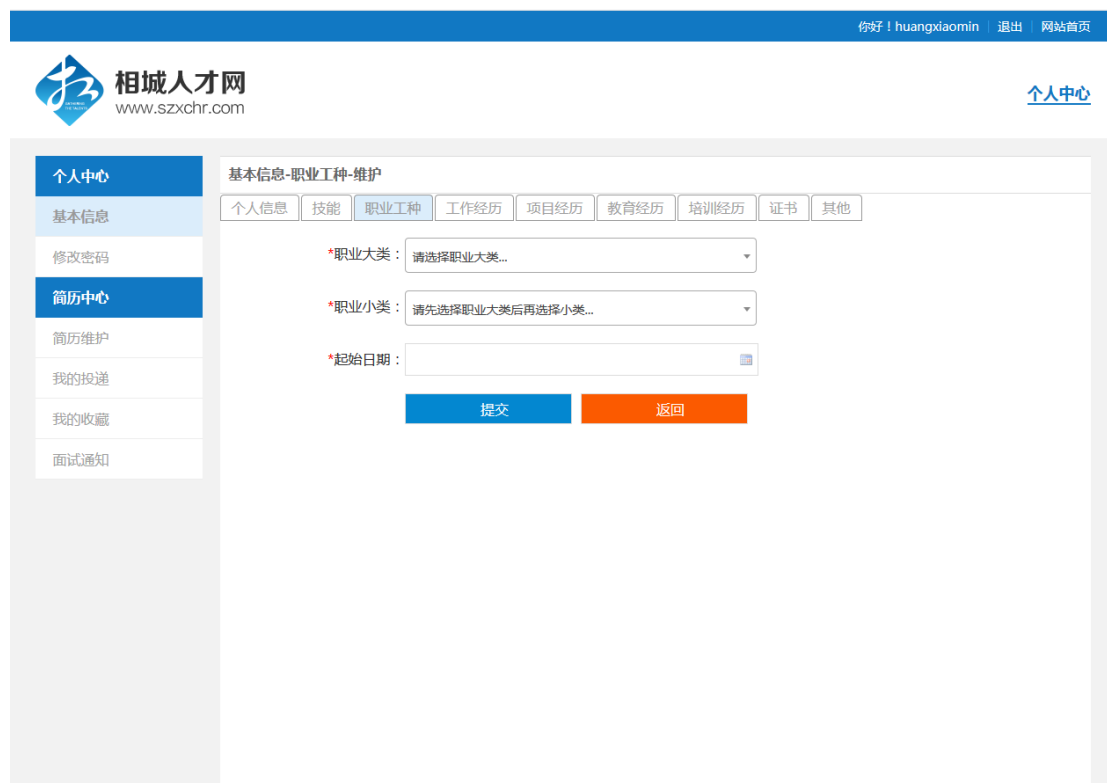 你好！huangxiaomin 退出 网站首页
相城人才网
www.szxchr.com
个人中心
个人中心
基本信息
修改密码
简历中心
简历维护
我的投递
我的收藏
面试通知
基本信息-职业工种-维护
个人信息 技能 职业工种 工作经历 项目经历 教育经历 培训经历 证书 其他
*职业大类： 请选择职业大类...
*职业小类： 请先选择职业大类后再选择小类...
*起始日期：
提交 返回